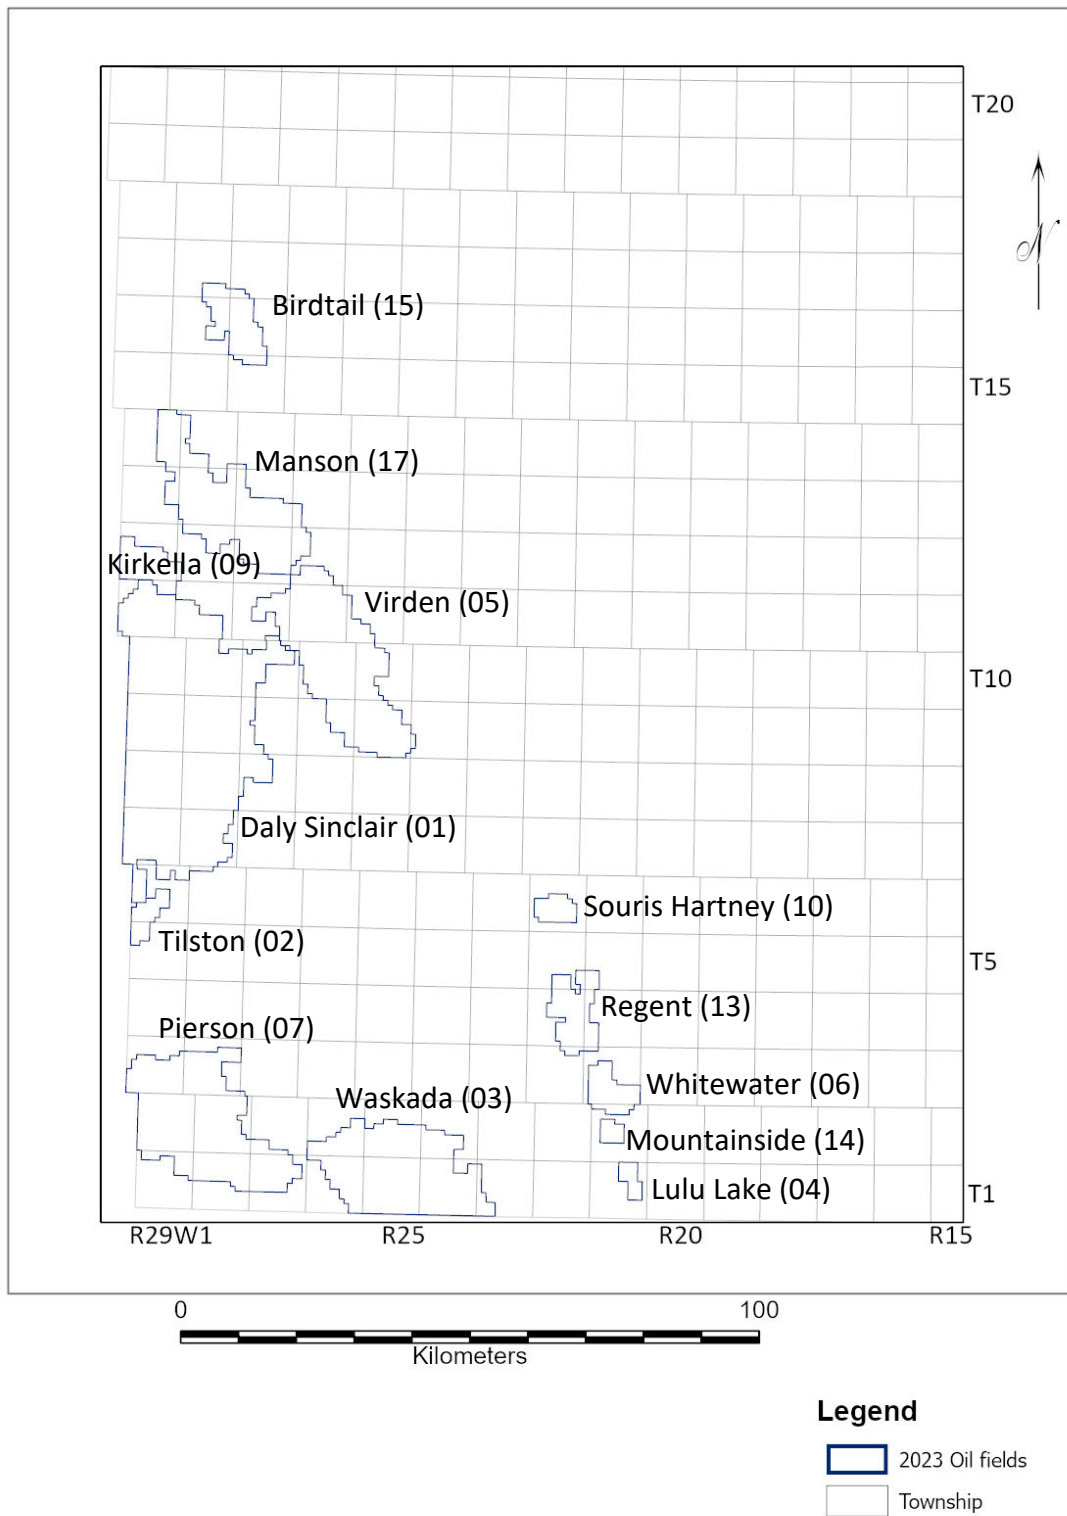 T20
N
Birdtail (15)
T15
Manson (17)
Kirkella (09)
Virden (05)
T10
Daly Sinclair (01)
Souris Hartney (10)
Tilston (02)
T5
Regent (13)
Pierson (07)
Whitewater (06)
Waskada (03)
Mountainside (14)
Lulu Lake (04)
T1
R29W1 R25 R20 R15
0 100
Kilometers
Legend
2023 Oil fields
Township